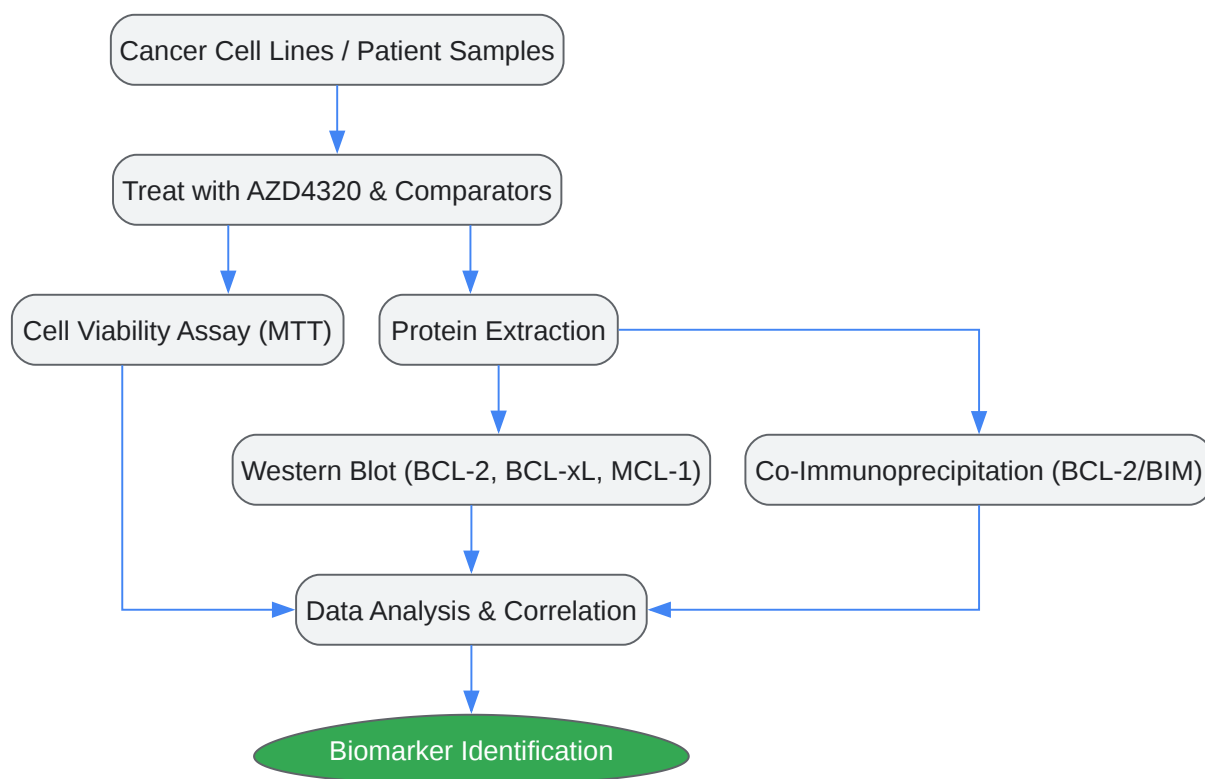 Cancer Cell Lines / Patient Samples
Treat with AZD4320 & Comparators
Cell Viability Assay (MTT)
Protein Extraction
Western Blot (BCL-2, BCL-xL, MCL-1)
Co-Immunoprecipitation (BCL-2/BIM)
Data Analysis & Correlation
Biomarker Identification